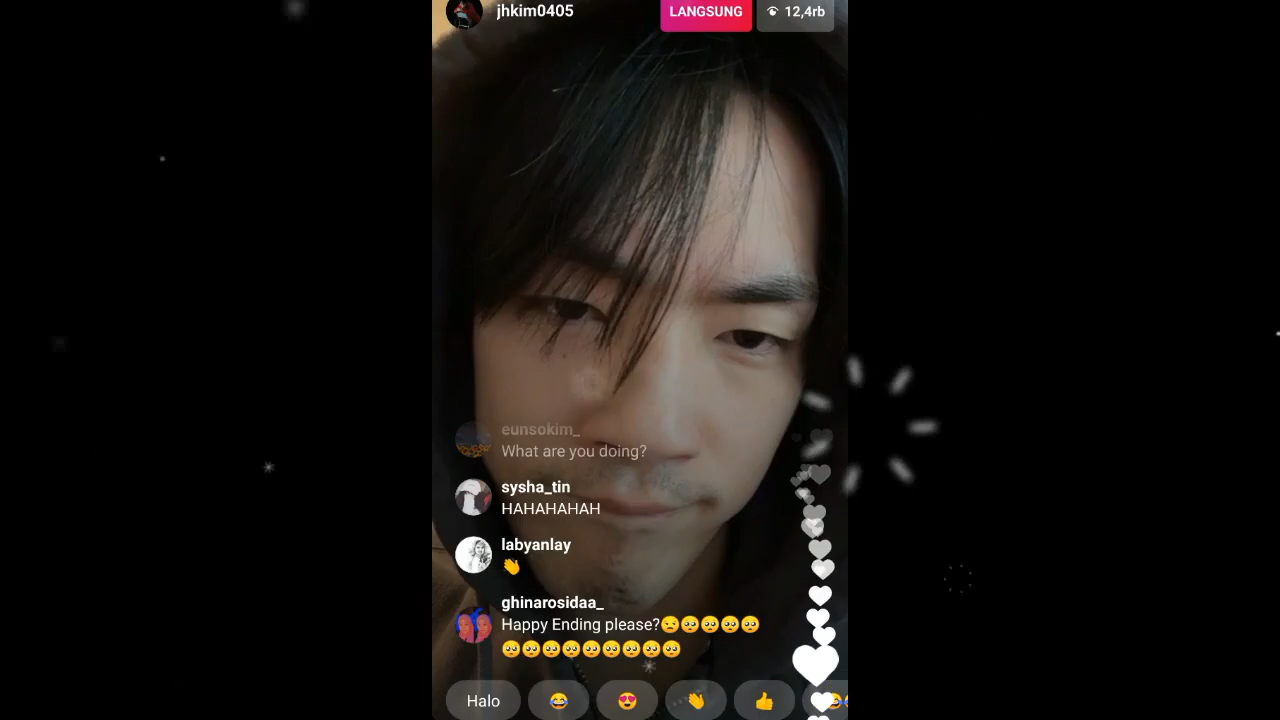 jhkim0405 LANGSUNG 12,4rb
eunsokim_
What are you doing?
sysha_tin
HAHAHAHAH
labyanlay
👋
ghinarosidaa_
Happy Ending please?😒🥺🥺🥺🥺
🥺🥺🥺🥺🥺🥺🥺🥺🥺
Halo 😂 😍 👋 👍 😂